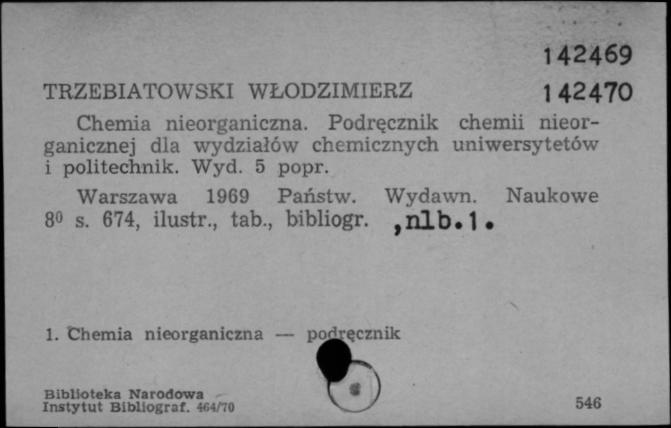 142469
TRZEBIATOWSKI WŁODZIMIERZ 142470
Chemia nieorganiczna. Podręcznik chemii nieor-
ganicznej dla wydziałów chemicznych uniwersytetów
i politechnik. Wyd. 5 popr.
Warszawa 1969 Państw. Wydawn. Naukowe
8⁰ s. 674, ilustr., tab., bibliogr. ,nlb.1.
1. Chemia nieorganiczna — podręcznik
Biblioteka Narodowa
Instytut Bibliograf. 464/70 546